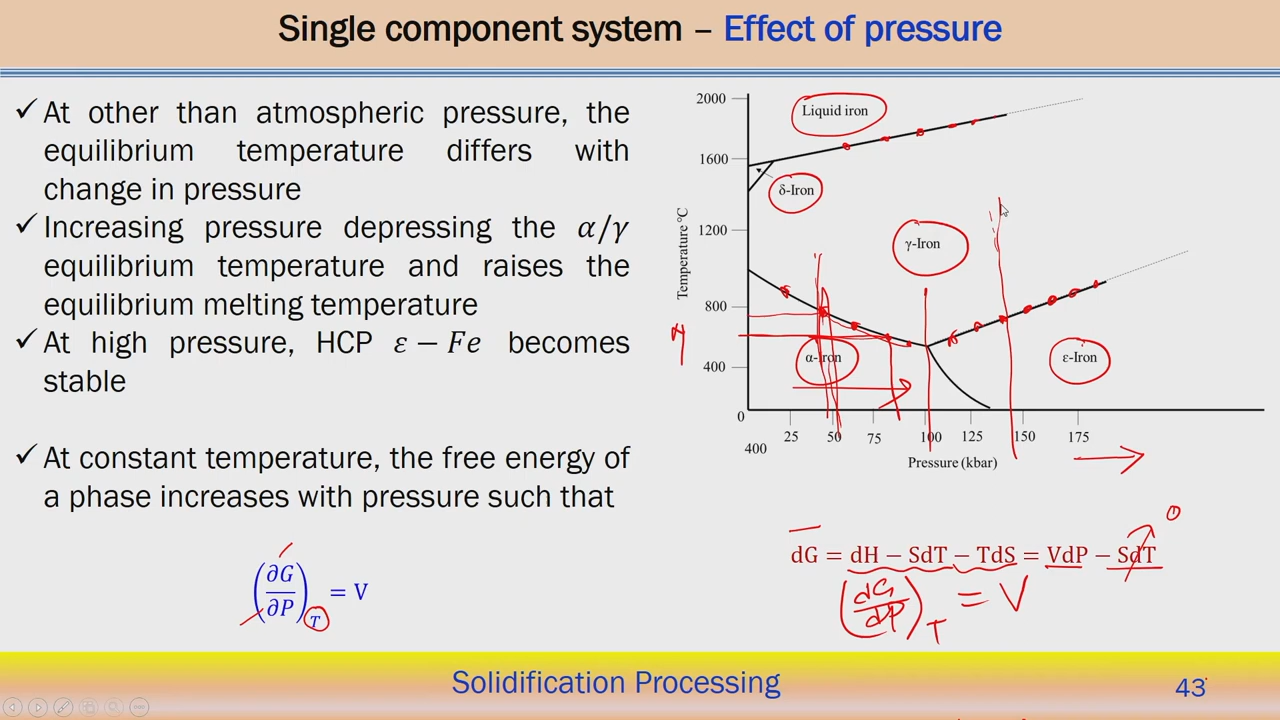 Single component system – Effect of pressure
✓ At other than atmospheric pressure, the
equilibrium temperature differs with
change in pressure
✓ Increasing pressure depressing the α/γ
equilibrium temperature and raises the
equilibrium melting temperature
✓ At high pressure, HCP ε − Fe becomes
stable
✓ At constant temperature, the free energy of
a phase increases with pressure such that
(∂G/∂P)_T = V
2000
1600
1200
800
400
0
400
Temperature °C
Liquid iron
δ-Iron
γ-Iron
α-Iron
ε-Iron
25 50 75 100 125 150 175
Pressure (kbar)
dG = dH − SdT − TdS = VdP − SdT
0
(dG/dP)_T = V
Solidification Processing
43